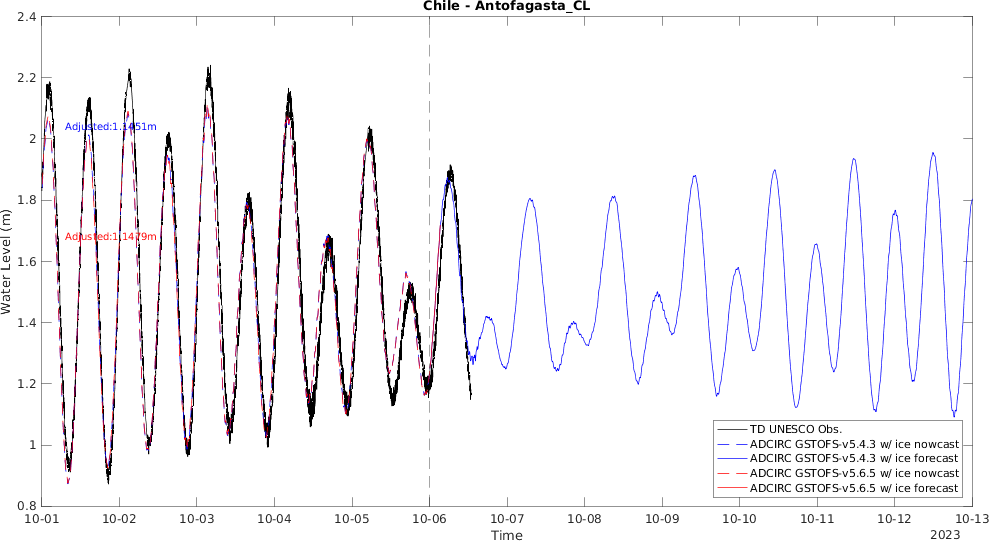 Chile - Antofagasta_CL
2.4
2.2
2
1.8
1.6
1.4
1.2
1
0.8
Water Level (m)
Adjusted:1.1451m
Adjusted:1.1479m
TD UNESCO Obs.
ADCIRC GSTOFS-v5.4.3 w/ ice nowcast
ADCIRC GSTOFS-v5.4.3 w/ ice forecast
ADCIRC GSTOFS-v5.6.5 w/ ice nowcast
ADCIRC GSTOFS-v5.6.5 w/ ice forecast
10-01 10-02 10-03 10-04 10-05 10-06 10-07 10-08 10-09 10-10 10-11 10-12 10-13
Time
2023